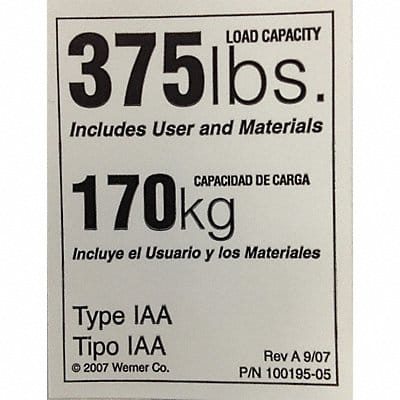 LOAD CAPACITY
375lbs.
Includes User and Materials
CAPACIDAD DE CARGA
170kg
Incluye el Usuario y los Materiales
Type IAA
Tipo IAA
© 2007 Werner Co.
Rev A 9/07
P/N 100195-05